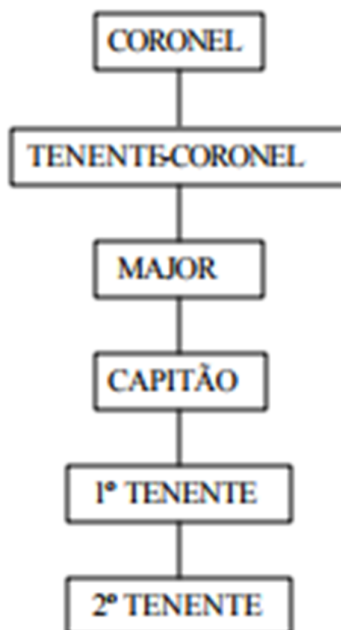 CORONEL
TENENTE-CORONEL
MAJOR
CAPITÃO
1º TENENTE
2º TENENTE